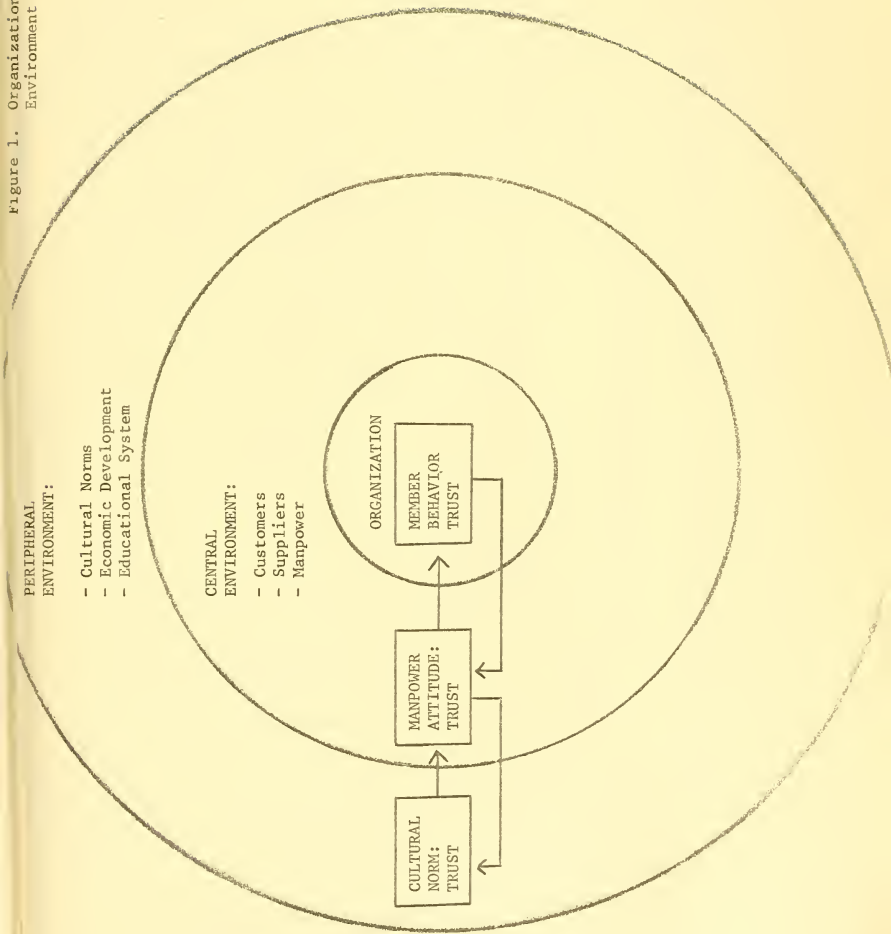 Figure 1. Organization
Environment
PERIPHERAL
ENVIRONMENT:
- Cultural Norms
- Economic Development
- Educational System
CENTRAL
ENVIRONMENT:
- Customers
- Suppliers
- Manpower
ORGANIZATION
MEMBER
BEHAVIOR
TRUST
MANPOWER
ATTITUDE:
TRUST
CULTURAL
NORM:
TRUST